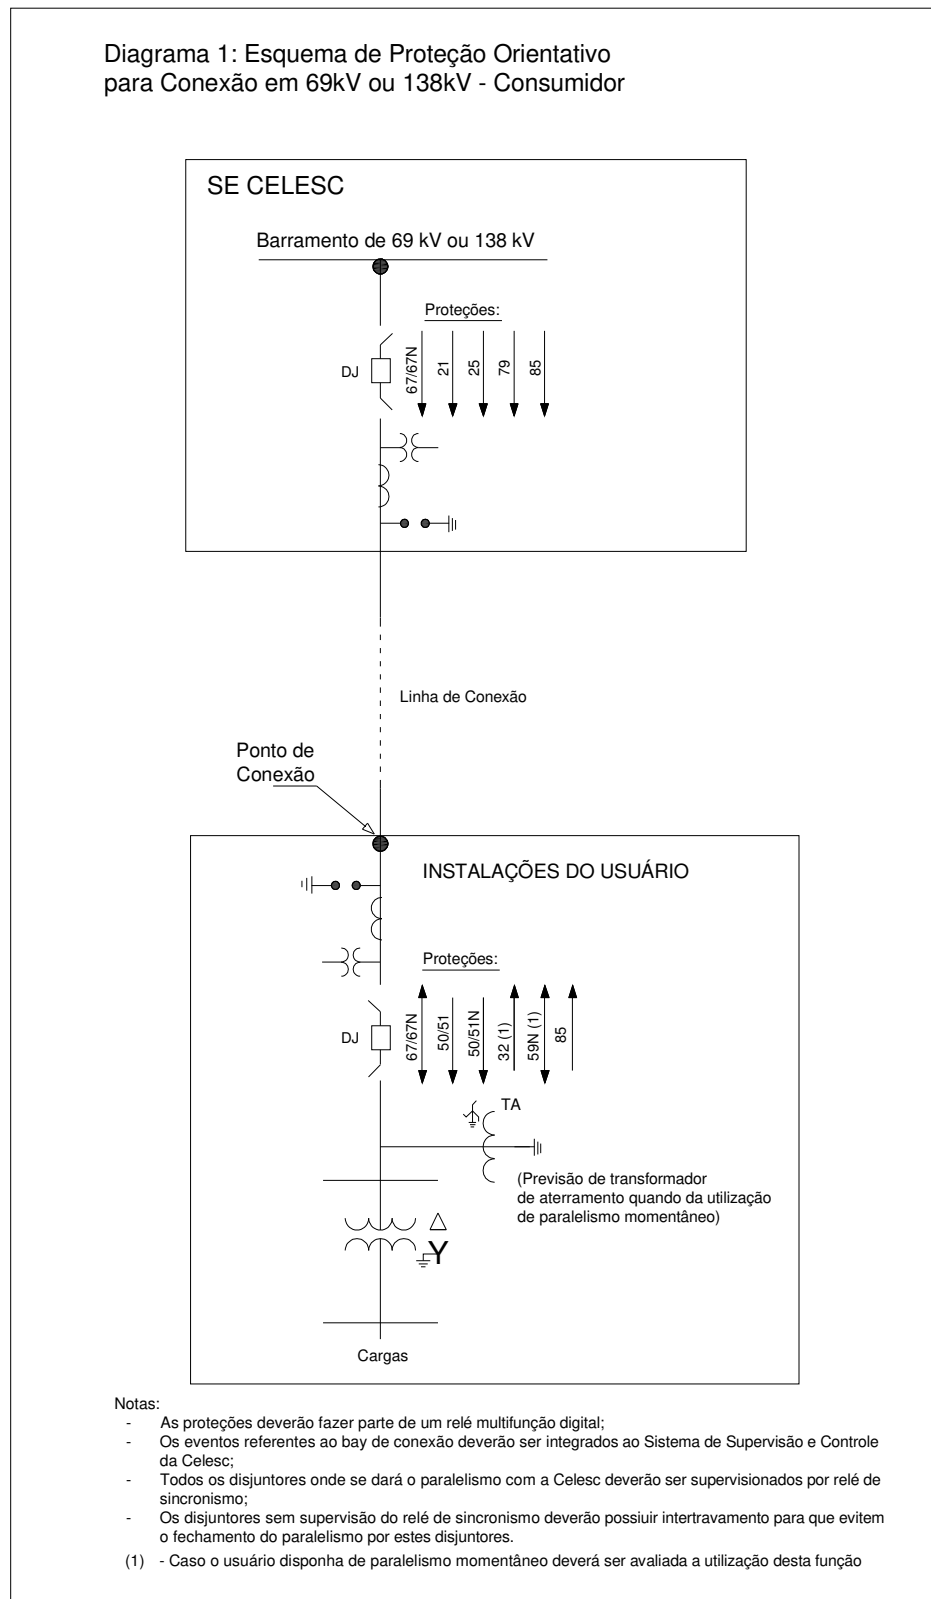 Diagrama 1: Esquema de Proteção Orientativo
para Conexão em 69kV ou 138kV - Consumidor
SE CELESC
Barramento de 69 kV ou 138 kV
Proteções:
DJ
67/67N
21
25
79
85
Linha de Conexão
Ponto de
Conexão
INSTALAÇÕES DO USUÁRIO
Proteções:
DJ
67/67N
50/51
50/51N
32 (1)
59N (1)
85
TA
(Previsão de transformador
de aterramento quando da utilização
de paralelismo momentâneo)
Y
Cargas
Notas:
- As proteções deverão fazer parte de um relé multifunção digital;
- Os eventos referentes ao bay de conexão deverão ser integrados ao Sistema de Supervisão e Controle
da Celesc;
- Todos os disjuntores onde se dará o paralelismo com a Celesc deverão ser supervisionados por relé de
sincronismo;
- Os disjuntores sem supervisão do relé de sincronismo deverão possiuir intertravamento para que evitem
o fechamento do paralelismo por estes disjuntores.
(1) - Caso o usuário disponha de paralelismo momentâneo deverá ser avaliada a utilização desta função